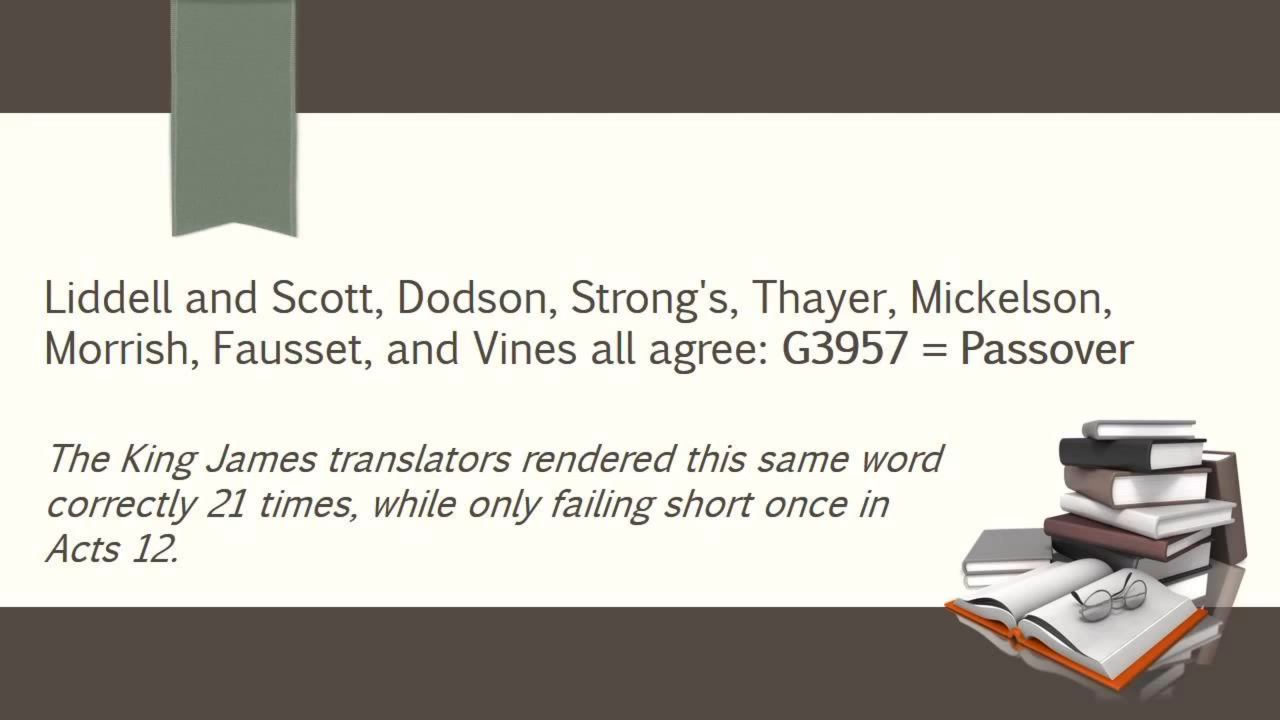 Liddell and Scott, Dodson, Strong's, Thayer, Mickelson,
Morrish, Fausset, and Vines all agree: G3957 = Passover
The King James translators rendered this same word
correctly 21 times, while only failing short once in
Acts 12.